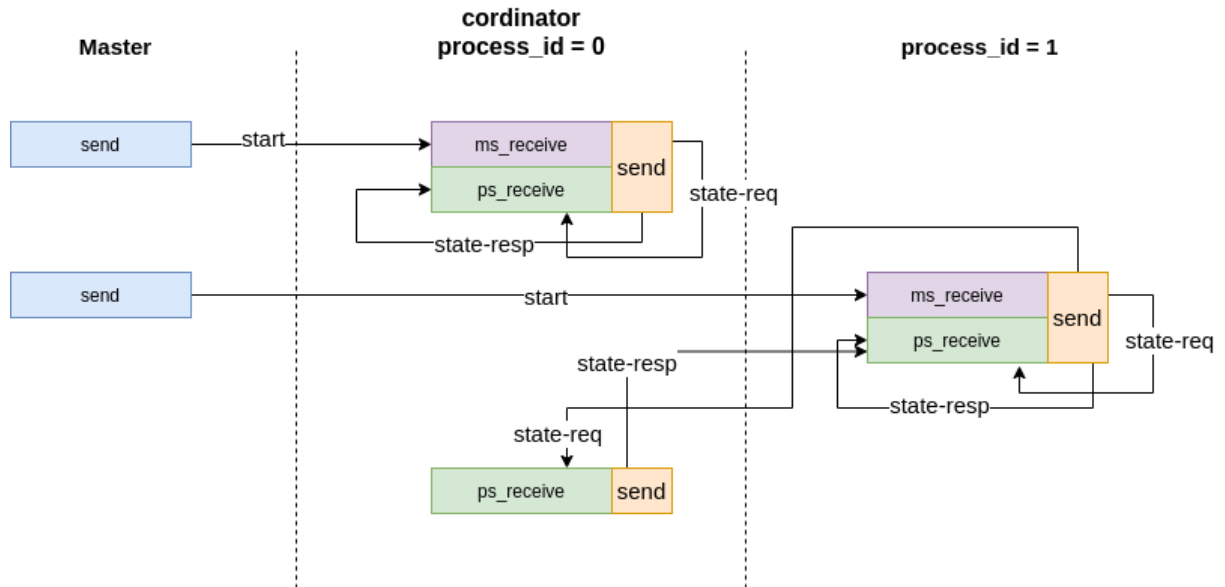 Master
cordinator
process_id = 0
process_id = 1
send
start
ms_receive
send
ps_receive
state-req
state-resp
send
start
ms_receive
send
ps_receive
state-req
state-resp
state-resp
state-req
ps_receive
send